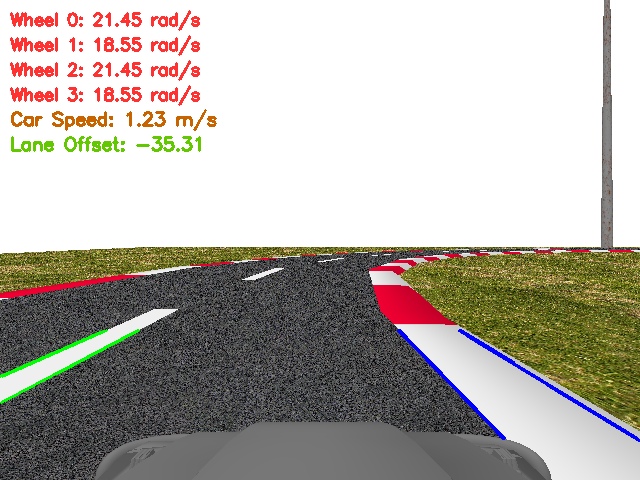 Wheel 0: 21.45 rad/s
Wheel 1: 18.55 rad/s
Wheel 2: 21.45 rad/s
Wheel 3: 18.55 rad/s
Car Speed: 1.23 m/s
Lane Offset: -35.31